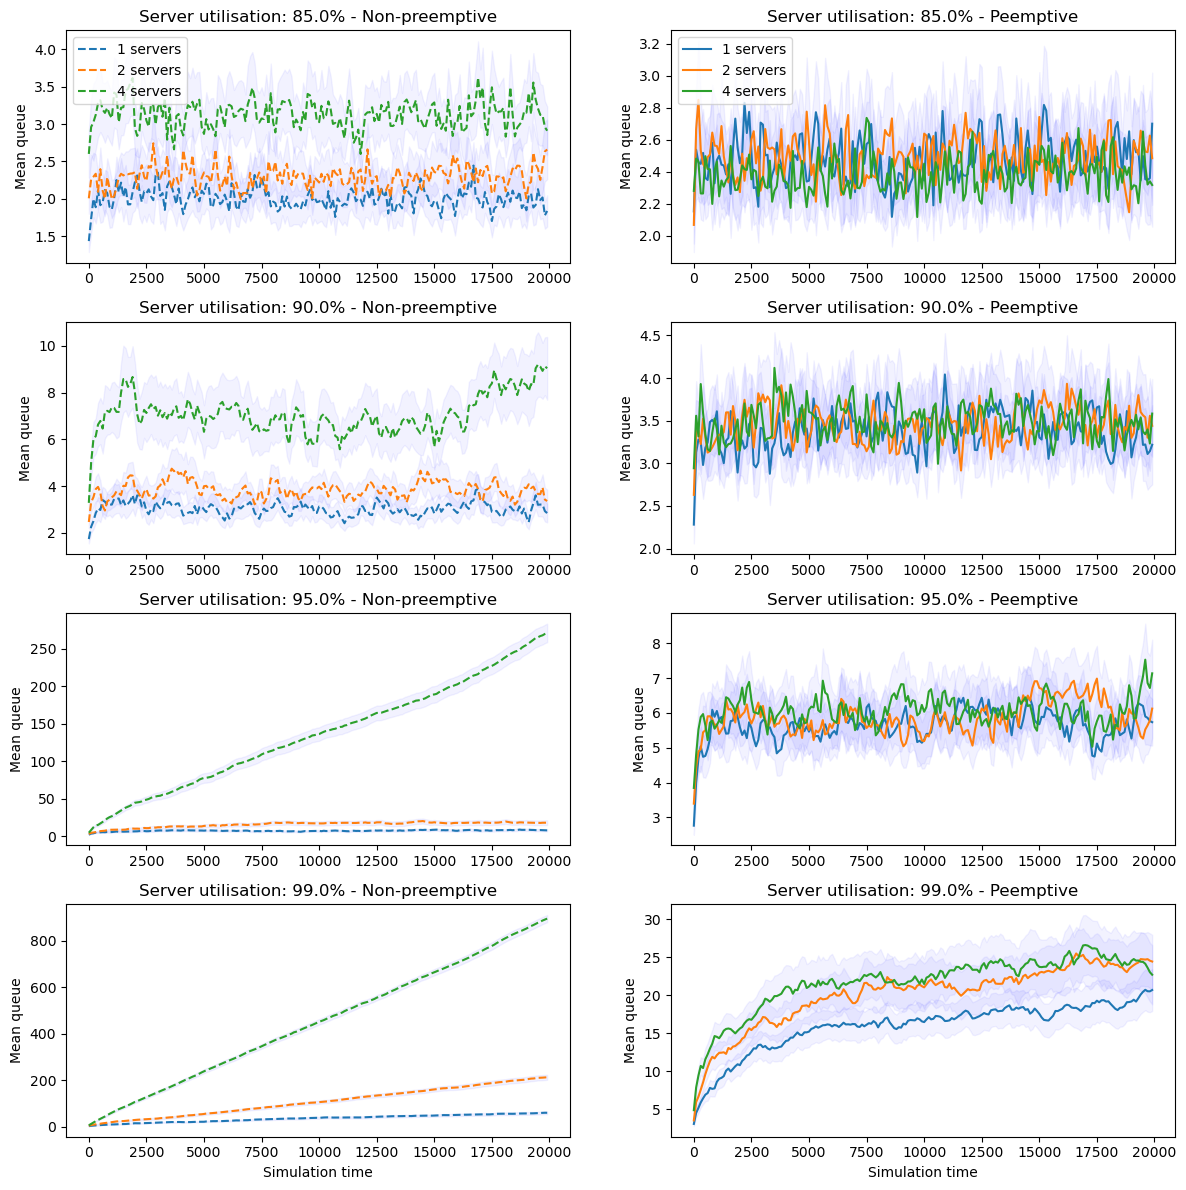 Server utilisation: 85.0% - Non-preemptive
Mean queue
4.0
3.5
3.0
2.5
2.0
1.5
1 servers
2 servers
4 servers
0 2500 5000 7500 10000 12500 15000 17500 20000
Server utilisation: 85.0% - Peemptive
Mean queue
3.2
3.0
2.8
2.6
2.4
2.2
2.0
1 servers
2 servers
4 servers
0 2500 5000 7500 10000 12500 15000 17500 20000
Server utilisation: 90.0% - Non-preemptive
Mean queue
10
8
6
4
2
0 2500 5000 7500 10000 12500 15000 17500 20000
Server utilisation: 90.0% - Peemptive
Mean queue
4.5
4.0
3.5
3.0
2.5
2.0
0 2500 5000 7500 10000 12500 15000 17500 20000
Server utilisation: 95.0% - Non-preemptive
Mean queue
250
200
150
100
50
0
0 2500 5000 7500 10000 12500 15000 17500 20000
Server utilisation: 95.0% - Peemptive
Mean queue
8
7
6
5
4
3
0 2500 5000 7500 10000 12500 15000 17500 20000
Server utilisation: 99.0% - Non-preemptive
Mean queue
800
600
400
200
0
0 2500 5000 7500 10000 12500 15000 17500 20000
Simulation time
Server utilisation: 99.0% - Peemptive
Mean queue
30
25
20
15
10
5
0 2500 5000 7500 10000 12500 15000 17500 20000
Simulation time